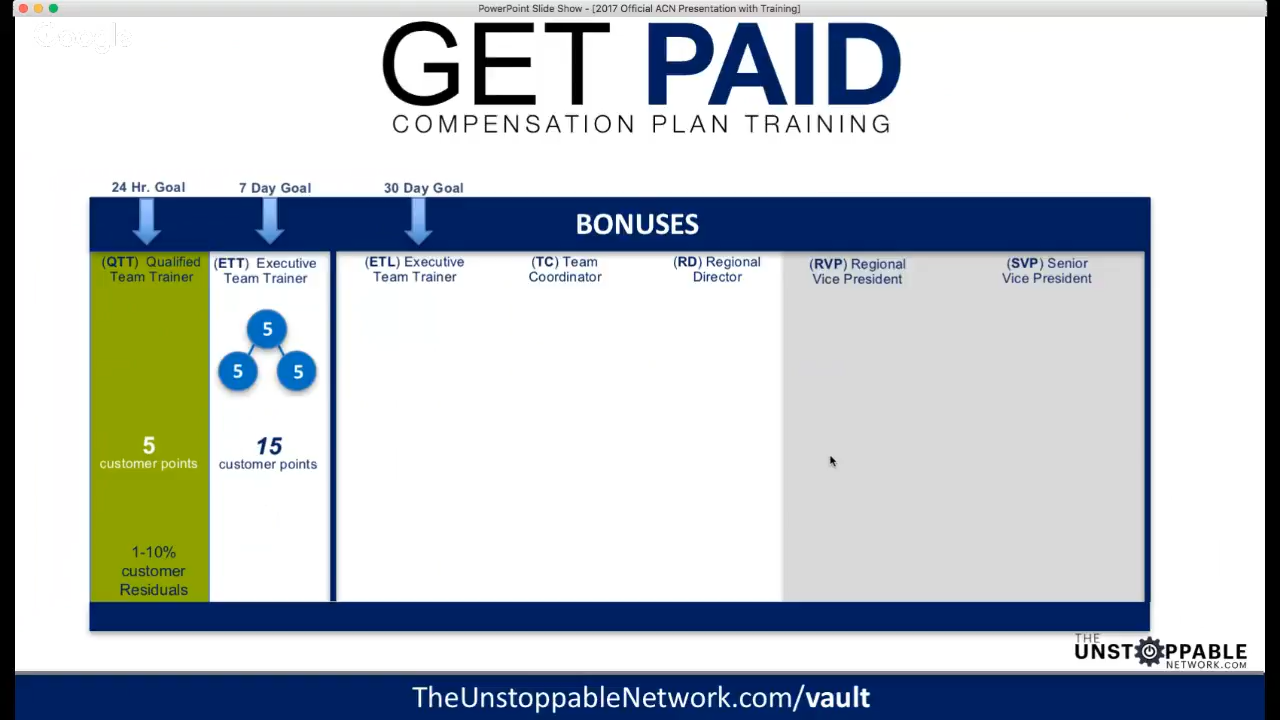 PowerPoint Slide Show - [2017 Official ACN Presentation with Training]
Google
GET PAID
COMPENSATION PLAN TRAINING
24 Hr. Goal
7 Day Goal
30 Day Goal
BONUSES
(QTT) Qualified
Team Trainer
(ETT) Executive
Team Trainer
(ETL) Executive
Team Trainer
(TC) Team
Coordinator
(RD) Regional
Director
(RVP) Regional
Vice President
(SVP) Senior
Vice President
5
5
5
5
customer points
15
customer points
1-10%
customer
Residuals
THE
UNSTOPPABLE
NETWORK.COM
TheUnstoppableNetwork.com/vault